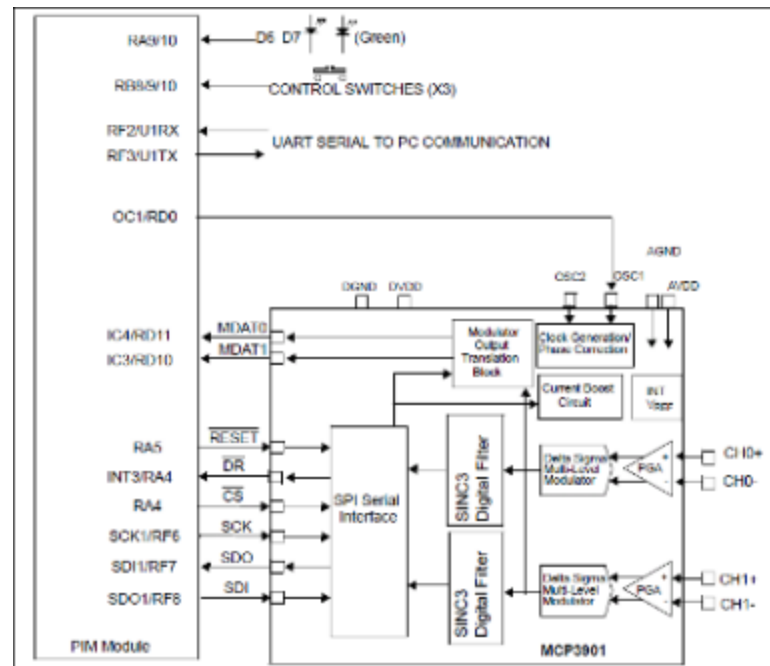 RA9/10
D6 D7 (Green)
RB8/9/10
CONTROL SWITCHES (X3)
RF2/U1RX
UART SERIAL TO PC COMMUNICATION
RF3/U1TX
OC1/RD0
AGND
DGND DVDD OSC2 OSC1 AVDD
IC4/RD11 MDAT0
IC3/RD10 MDAT1
Modulator
Output
Translation
Block
Clock Generation/
Phase Correction
Current Boost
Circuit
INT
VREF
RA5 RESET
INT3/RA4 DR
RA4 CS
SCK1/RF6 SCK
SDI1/RF7 SDO
SDO1/RF8 SDI
SPI Serial
Interface
SINC3
Digital Filter
Delta Sigma
Multi-Level
Modulator
PGA
+
-
CH0+
CH0-
SINC3
Digital Filter
Delta Sigma
Multi-Level
Modulator
PGA
+
-
CH1+
CH1-
PIM Module
MCP3901